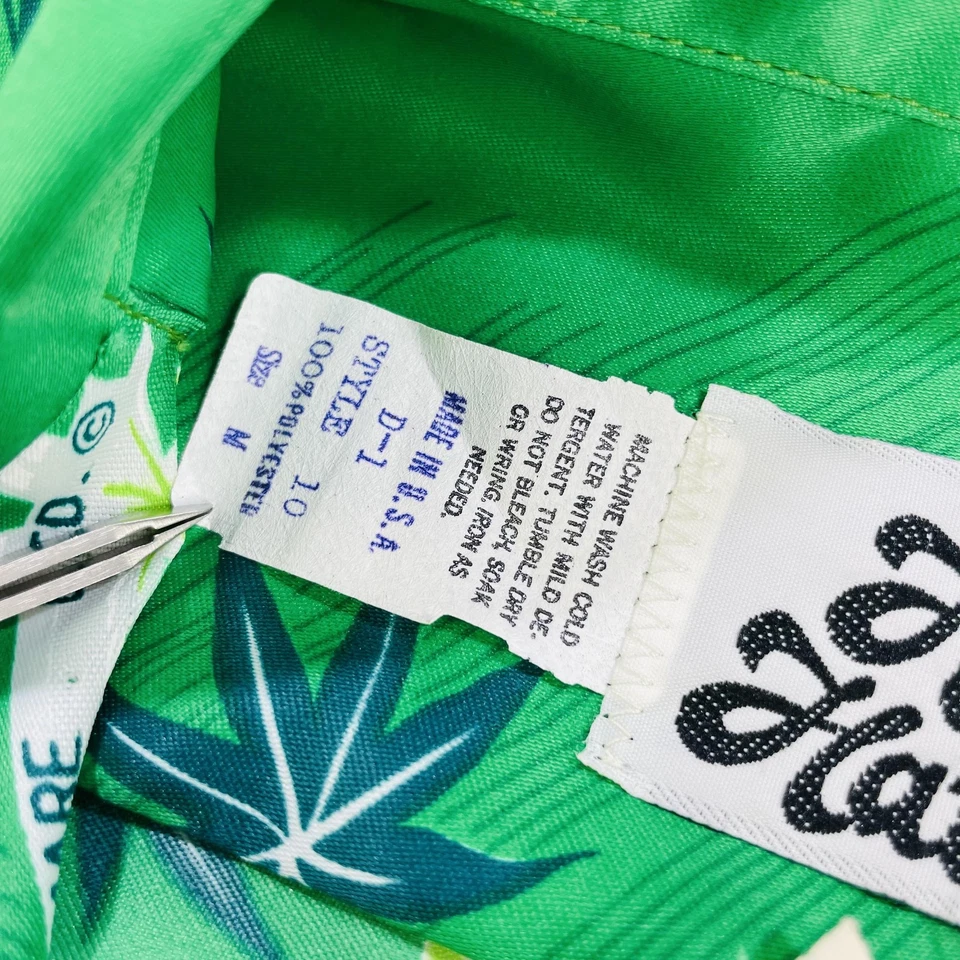 MACHINE WASH COLD
WATER WITH MILD DE-
TERGENT. TUMBLE DRY
DO NOT BLEACH, SOAK
OR WRING. IRON AS
NEEDED.
MADE IN U.S.A.
D-1
STYLE 10
100%POLYESTER
Size M
©